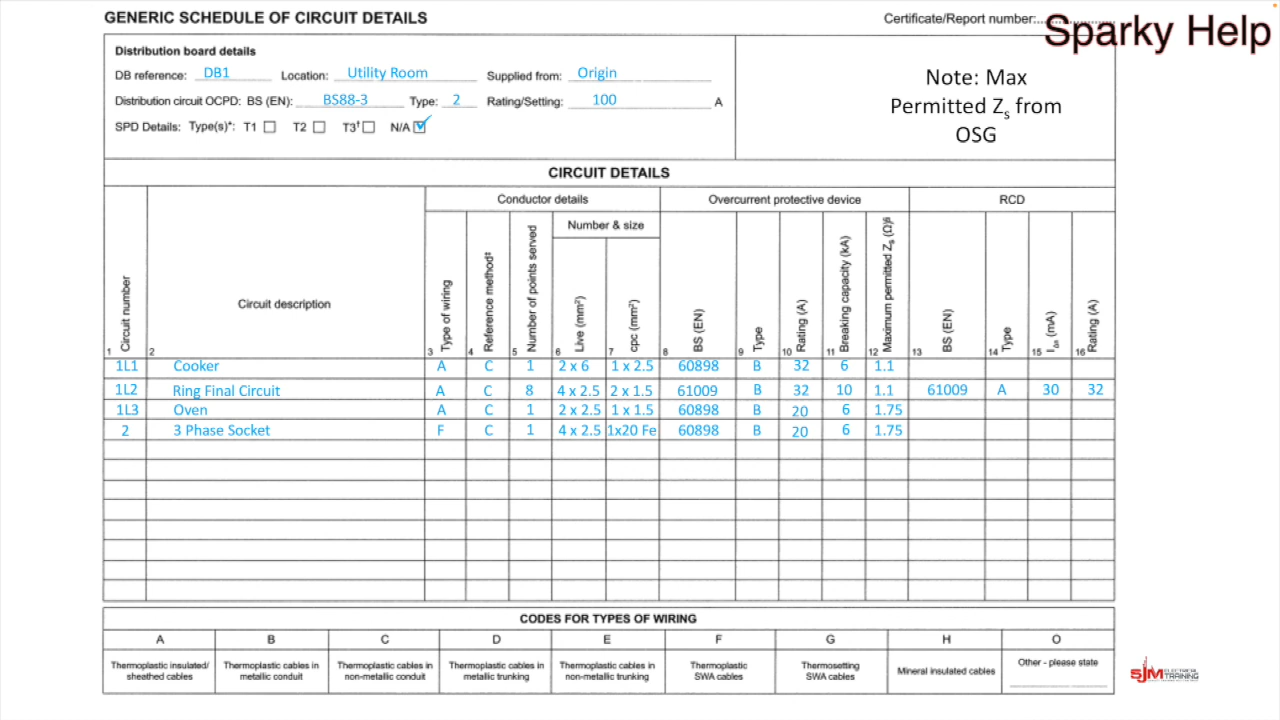 GENERIC SCHEDULE OF CIRCUIT DETAILS
Certificate/Report number:
Sparky Help
Distribution board details
DB reference: DB1 Location: Utility Room Supplied from: Origin
Distribution circuit OCPD: BS (EN): BS88-3 Type: 2 Rating/Setting: 100 A
SPD Details: Type(s)*: T1 T2 T3† N/A ✓
Note: Max
Permitted Zs from
OSG
CIRCUIT DETAILS
Conductor details Overcurrent protective device RCD
Number & size
1 Circuit number
2 Circuit description
3 Type of wiring
4 Reference method‡
5 Number of points served
6 Live (mm²)
7 cpc (mm²)
8 BS (EN)
9 Type
10 Rating (A)
11 Breaking capacity (kA)
12 Maximum permitted Zs (Ω)§
13 BS (EN)
14 Type
15 IΔn (mA)
16 Rating (A)
1L1 Cooker A C 1 2 x 6 1 x 2.5 60898 B 32 6 1.1
1L2 Ring Final Circuit A C 8 4 x 2.5 2 x 1.5 61009 B 32 10 1.1 61009 A 30 32
1L3 Oven A C 1 2 x 2.5 1 x 1.5 60898 B 20 6 1.75
2 3 Phase Socket F C 1 4 x 2.5 1x20 Fe 60898 B 20 6 1.75
CODES FOR TYPES OF WIRING
A B C D E F G H O
Thermoplastic insulated/
sheathed cables
Thermoplastic cables in
metallic conduit
Thermoplastic cables in
non-metallic conduit
Thermoplastic cables in
metallic trunking
Thermoplastic cables in
non-metallic trunking
Thermoplastic
SWA cables
Thermosetting
SWA cables
Mineral insulated cables
Other - please state
SJM ELECTRICAL
TRAINING